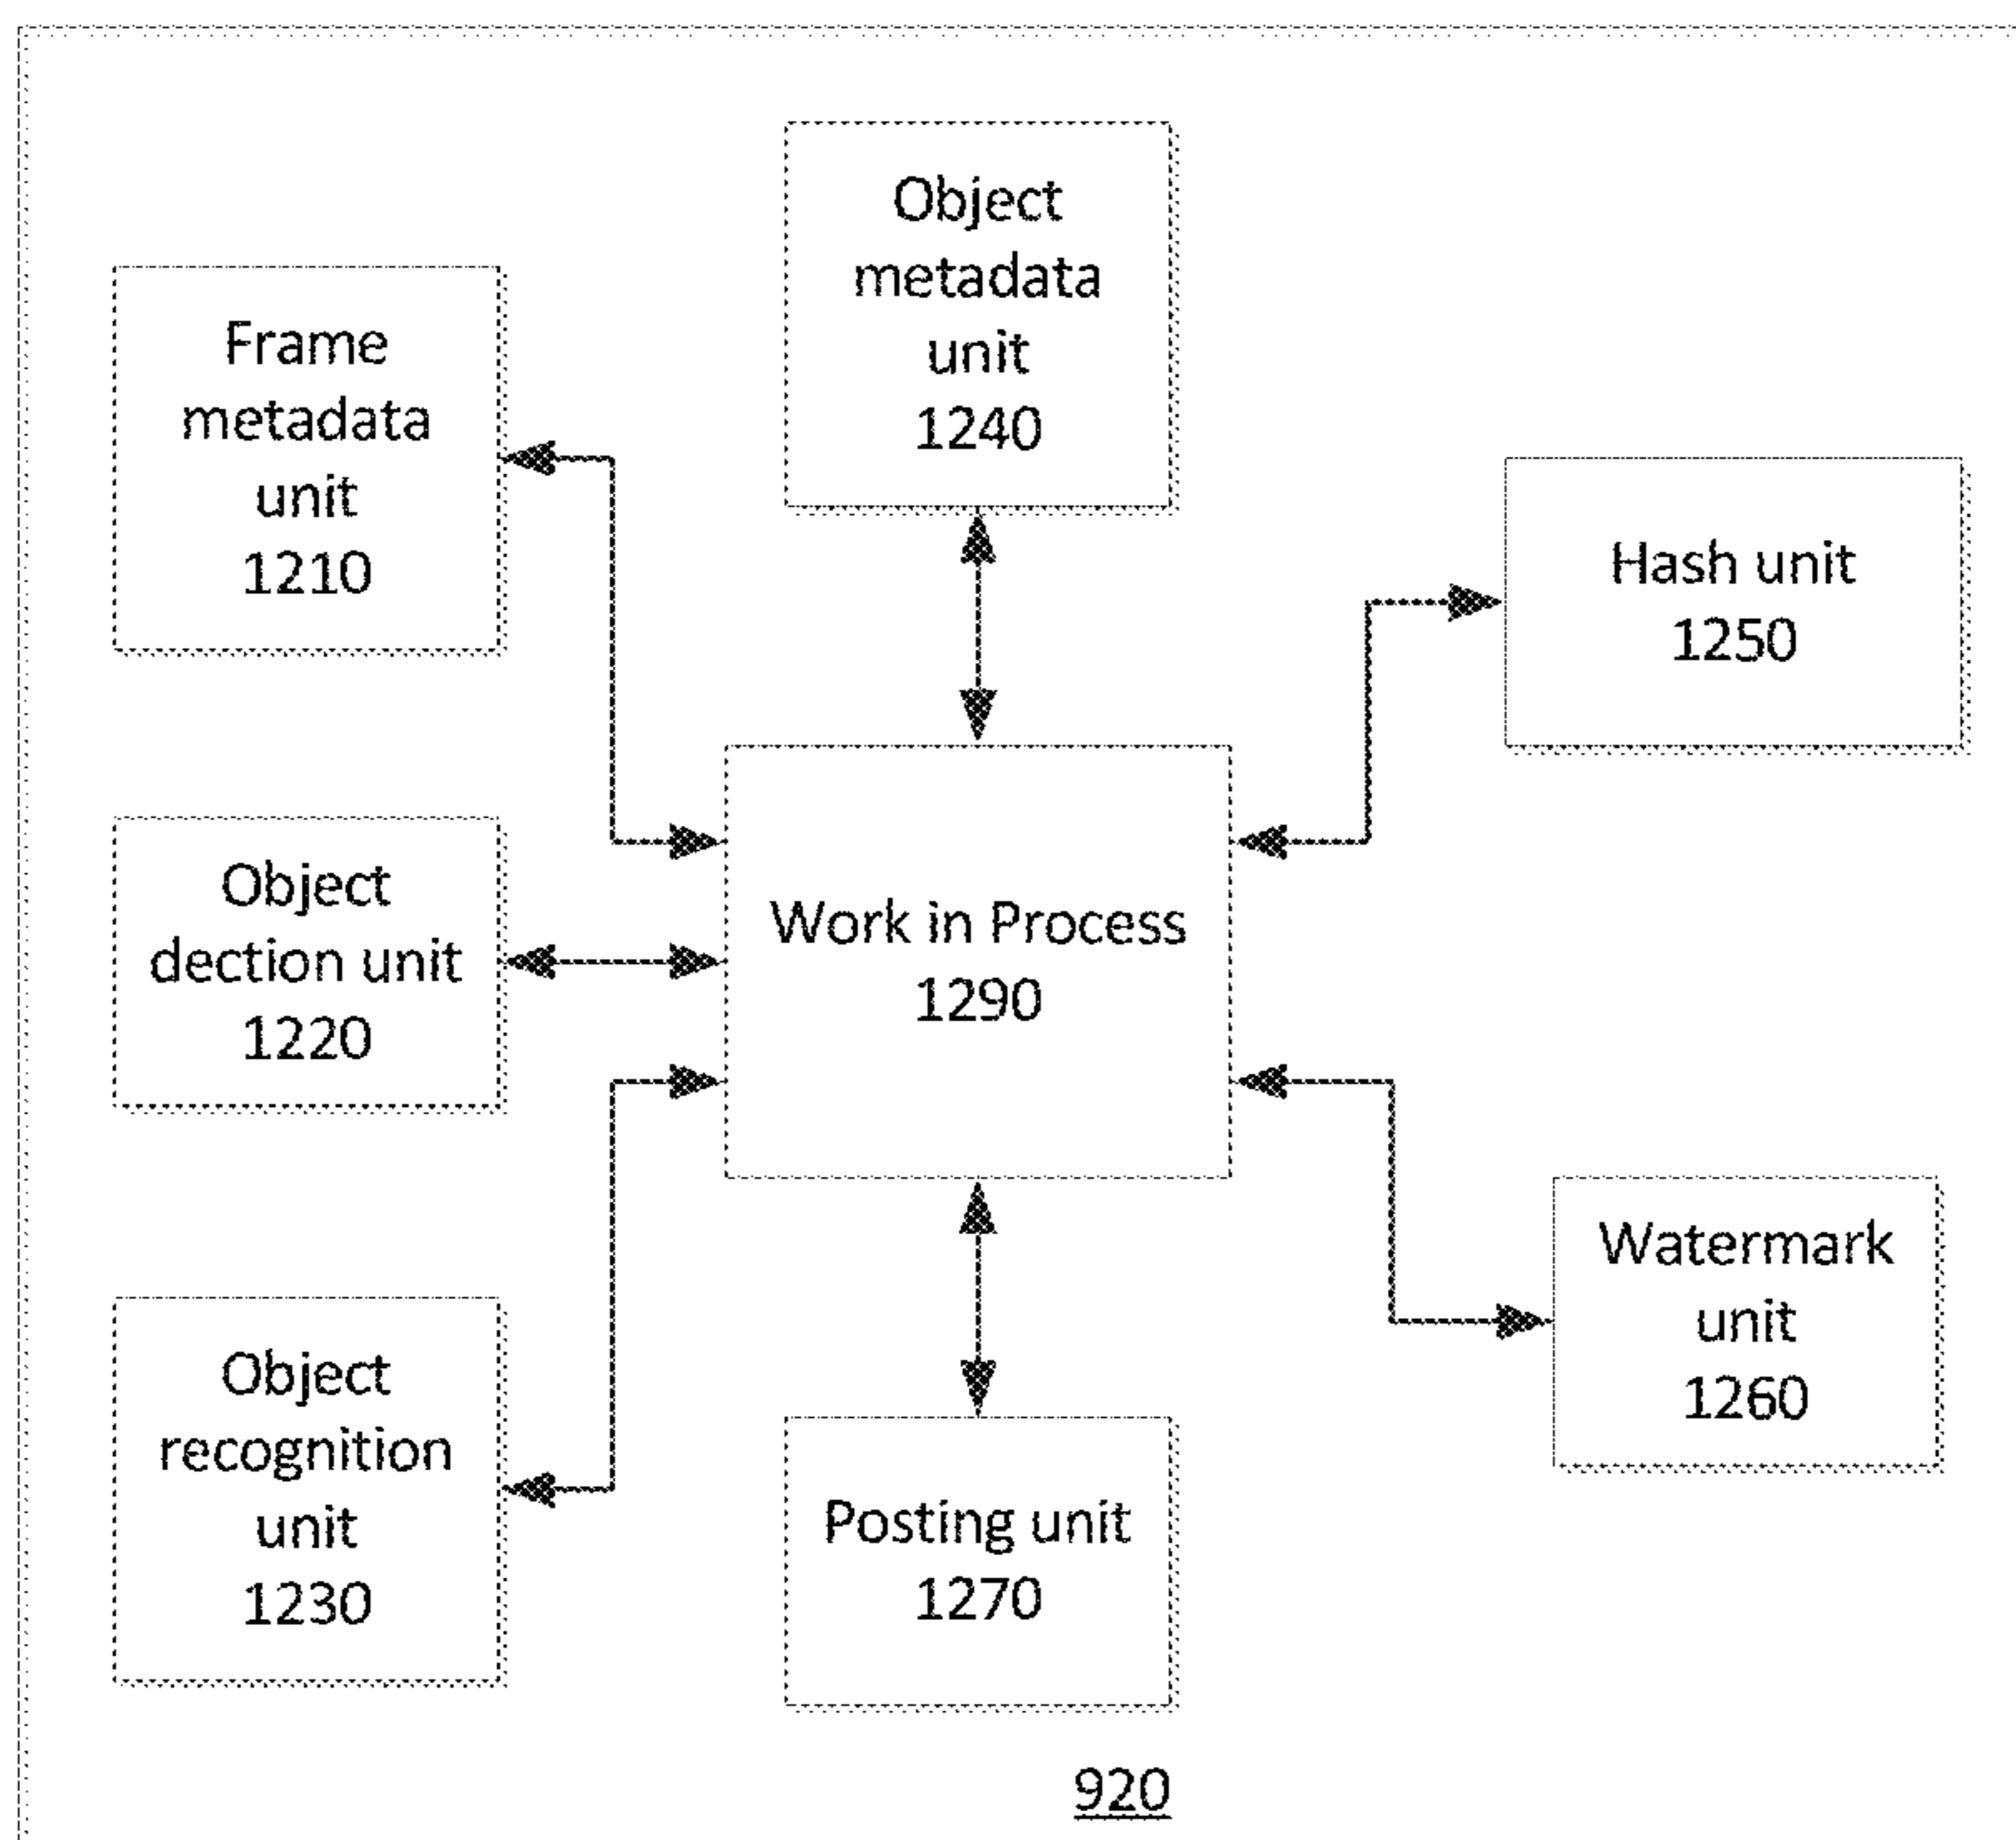 Object
metadata
unit
1240
Frame
metadata
unit
1210
Hash unit
1250
Object
dection unit
1220
Work in Process
1290
Watermark
unit
1260
Object
recognition
unit
1230
Posting unit
1270
920